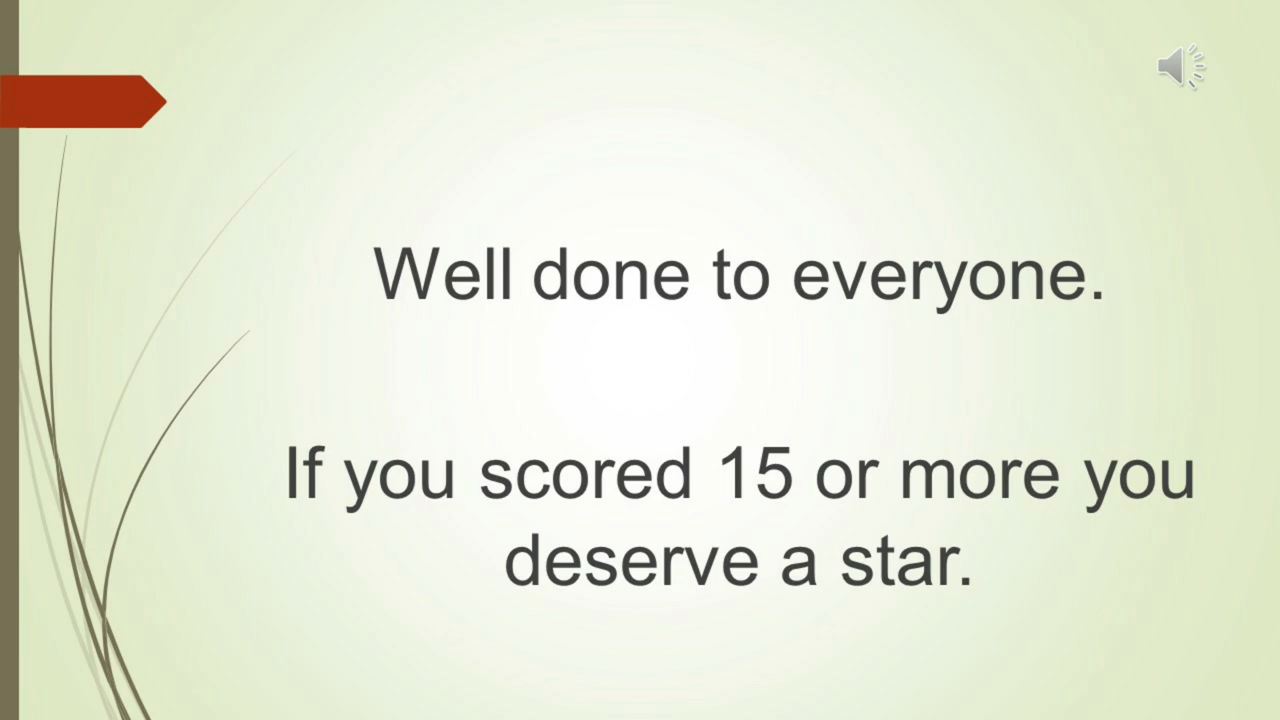 Well done to everyone.
If you scored 15 or more you
deserve a star.